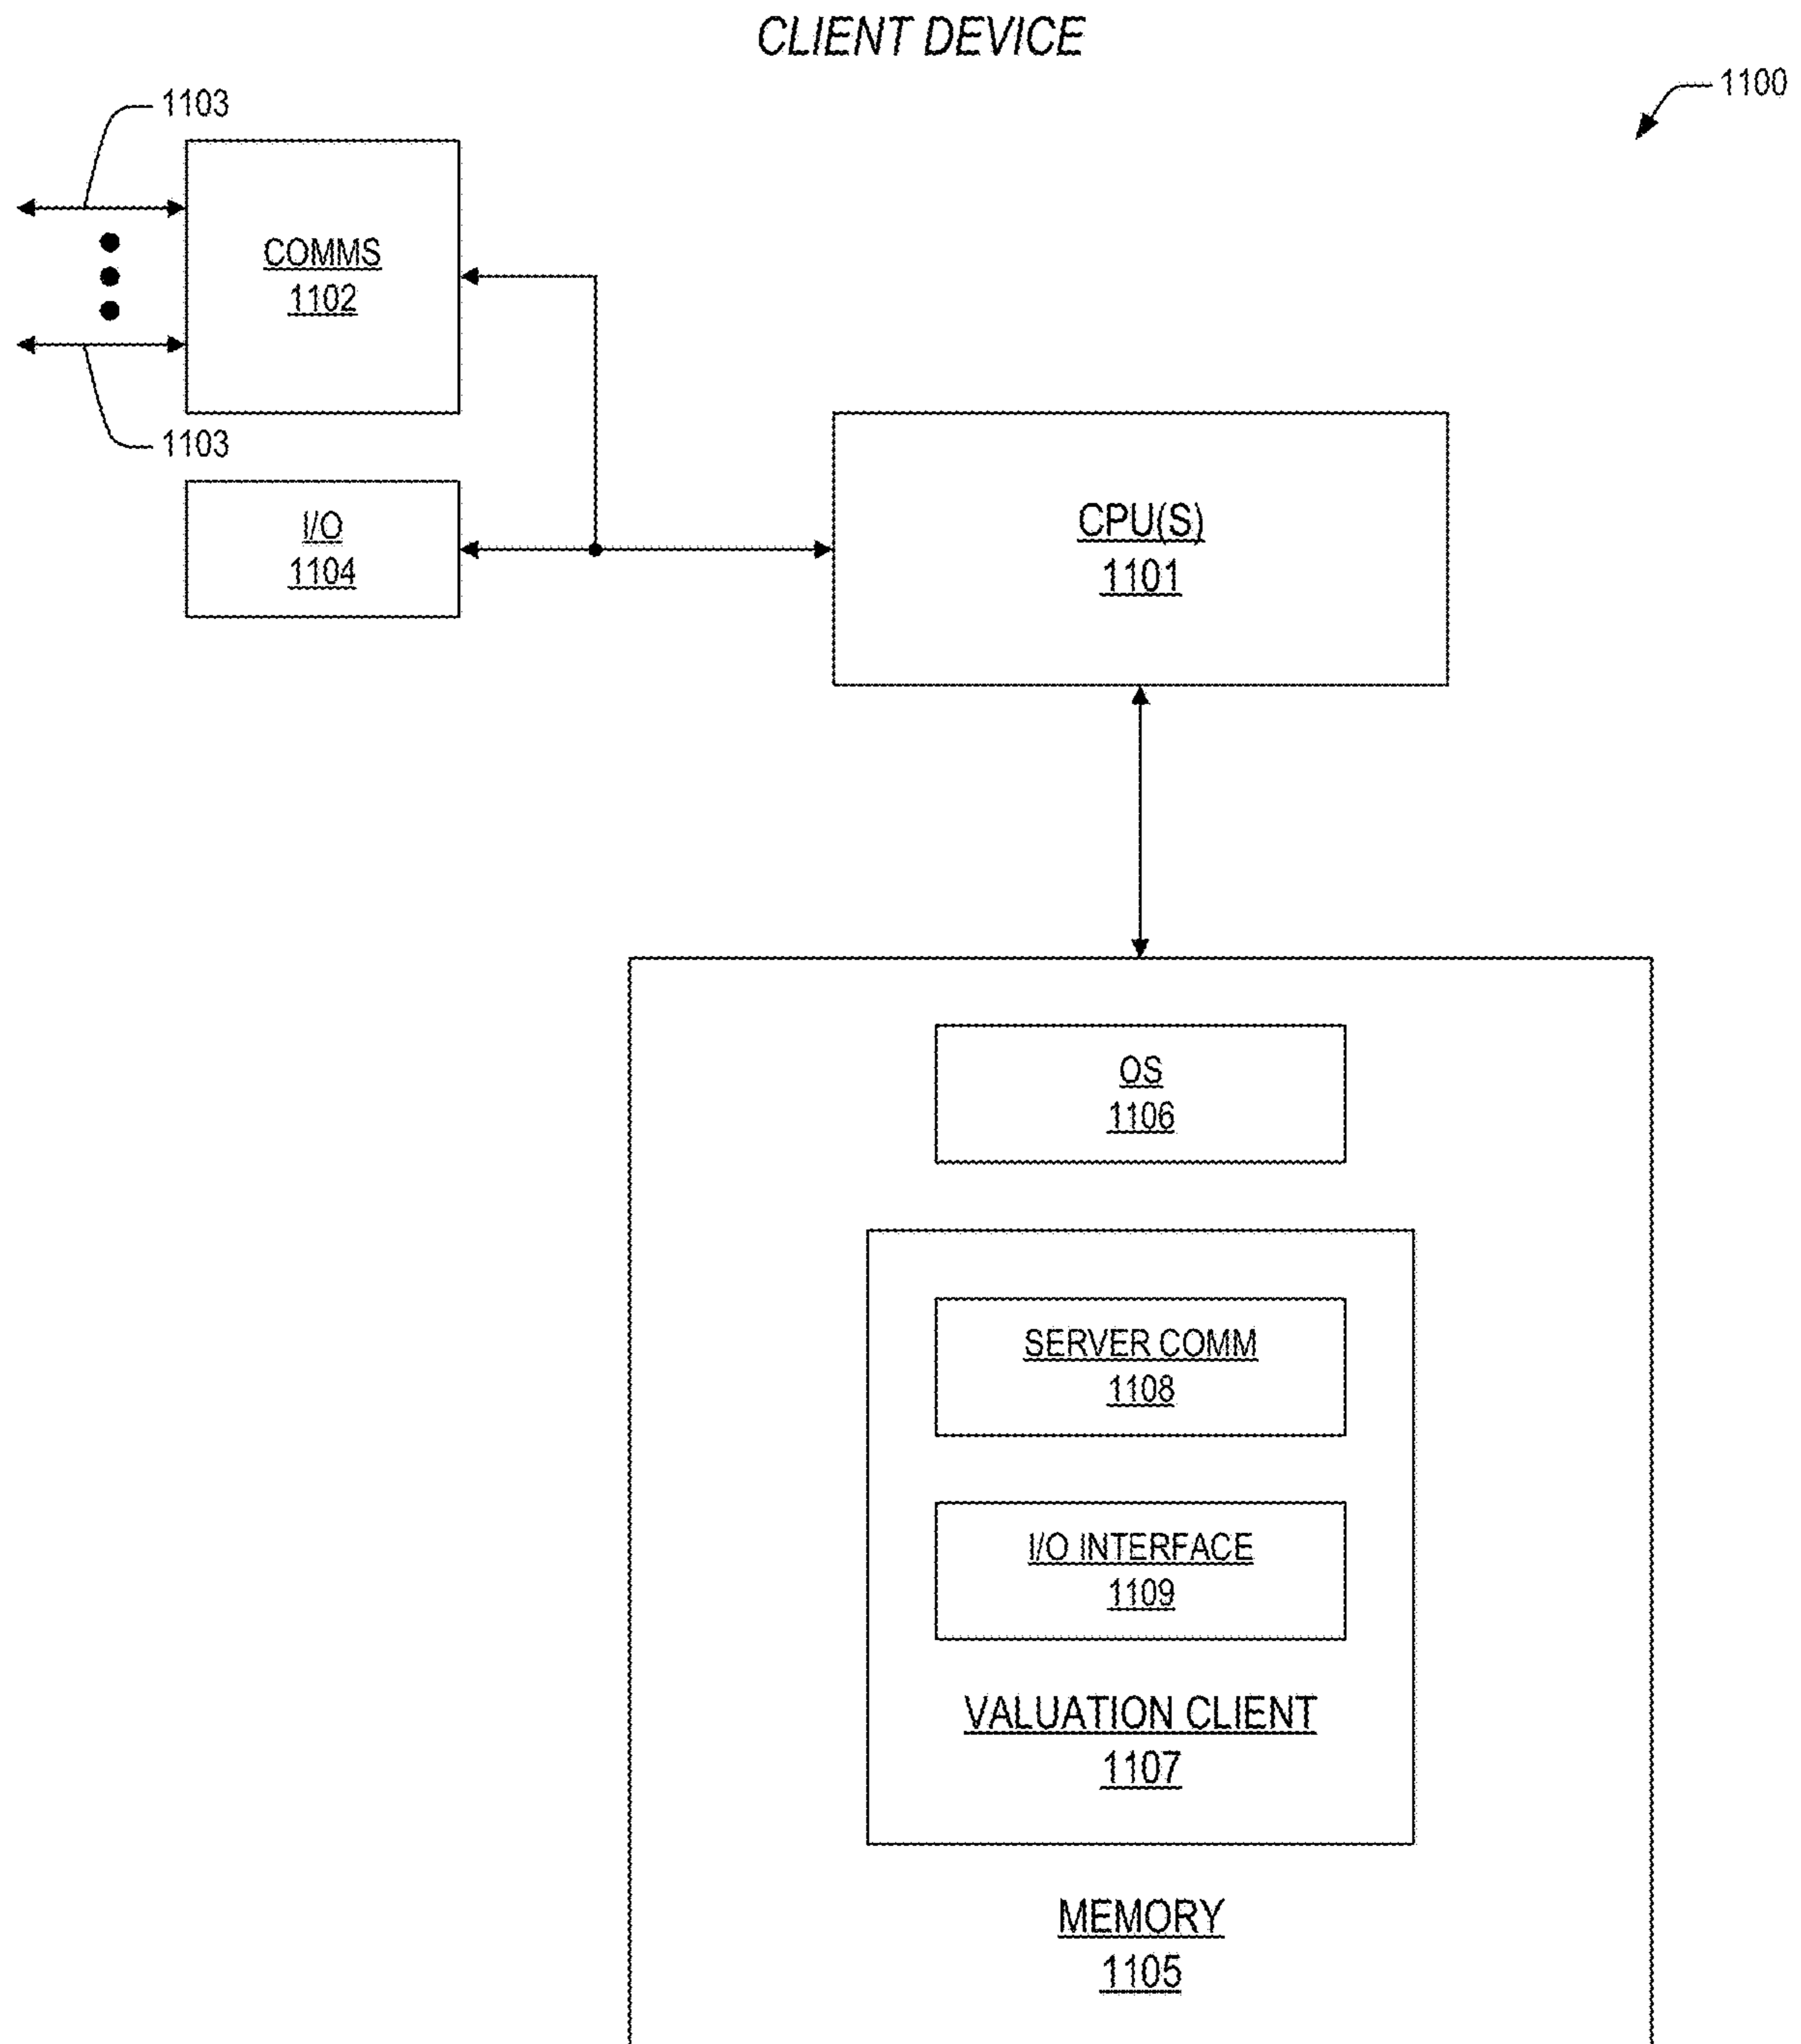 CLIENT DEVICE
1100
1103
COMMS
1102
1103
I/O
1104
CPU(S)
1101
OS
1106
SERVER COMM
1108
I/O INTERFACE
1109
VALUATION CLIENT
1107
MEMORY
1105